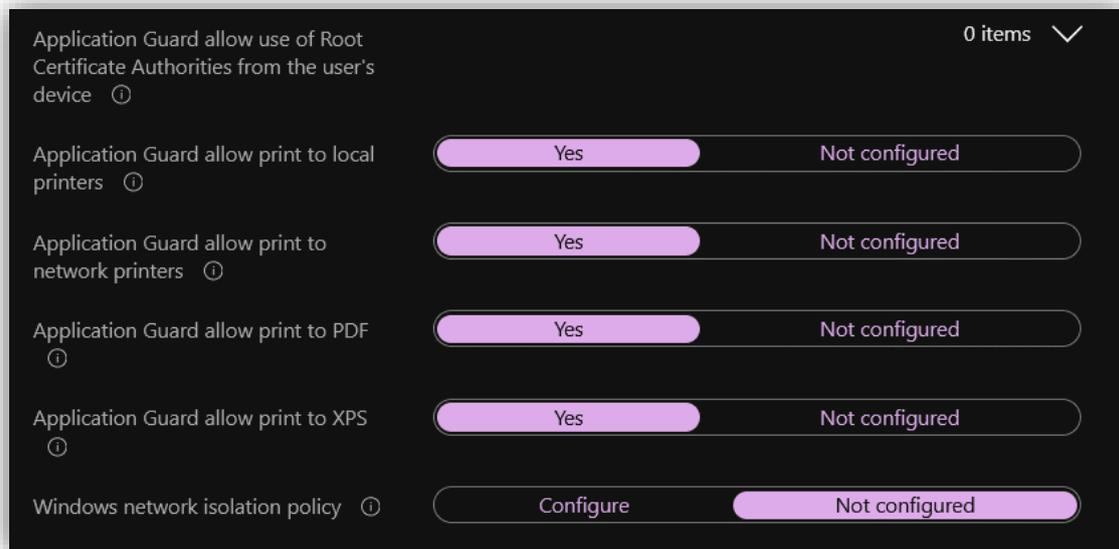 Application Guard allow use of Root
0 items
Certificate Authorities from the user's
device
Application Guard allow print to local
printers
Yes
Not configured
Application Guard allow print to
network printers
Yes
Not configured
Application Guard allow print to PDF
Yes
Not configured
Application Guard allow print to XPS
Yes
Not configured
Windows network isolation policy
Configure
Not configured